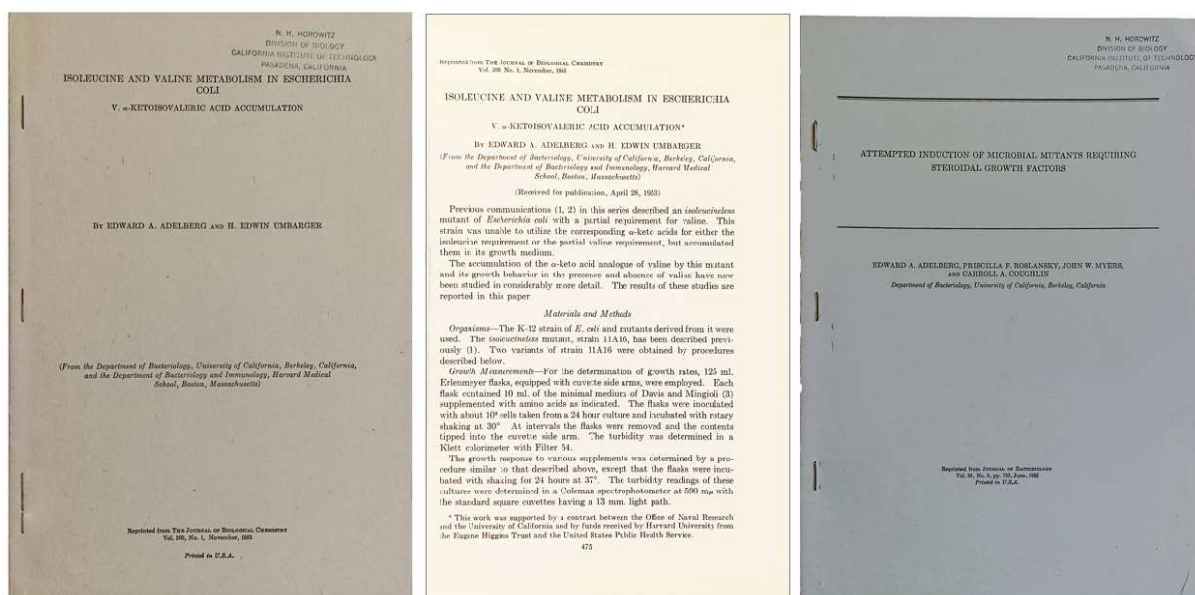 N. H. HOROWITZ
DIVISION OF BIOLOGY
CALIFORNIA INSTITUTE OF TECHNOLOGY
PASADENA, CALIFORNIA
ISOLEUCINE AND VALINE METABOLISM IN ESCHERICHIA
COLI
V. α-KETOISOVALERIC ACID ACCUMULATION
By EDWARD A. ADELBERG AND H. EDWIN UMBARGER
(From the Department of Bacteriology, University of California, Berkeley, California,
and the Department of Bacteriology and Immunology, Harvard Medical
School, Boston, Massachusetts)
Reprinted from THE JOURNAL OF BIOLOGICAL CHEMISTRY
Vol. 205, No. 1, November, 1953
Printed in U.S.A.
Reprinted from THE JOURNAL OF BIOLOGICAL CHEMISTRY
Vol. 205, No. 1, November, 1953
ISOLEUCINE AND VALINE METABOLISM IN ESCHERICHIA
COLI
V. α-KETOISOVALERIC ACID ACCUMULATION*
By EDWARD A. ADELBERG AND H. EDWIN UMBARGER
(From the Department of Bacteriology, University of California, Berkeley, California,
and the Department of Bacteriology and Immunology, Harvard Medical
School, Boston, Massachusetts)
(Received for publication, April 28, 1953)
Previous communications (1, 2) in this series described an isoleucineless
mutant of Escherichia coli with a partial requirement for valine. This
strain was unable to utilize the corresponding α-keto acids for either the
isoleucine requirement or the partial valine requirement, but accumulated
them in its growth medium.
The accumulation of the α-keto acid analogue of valine by this mutant
and its growth behavior in the presence and absence of valine have now
been studied in considerably more detail. The results of these studies are
reported in this paper
Materials and Methods
Organisms—The K-12 strain of E. coli and mutants derived from it were
used. The isoleucineless mutant, strain 11A16, has been described previ-
ously (1). Two variants of strain 11A16 were obtained by procedures
described below.
Growth Measurements—For the determination of growth rates, 125 ml.
Erlenmeyer flasks, equipped with cuvette side arms, were employed. Each
flask contained 10 ml. of the minimal medium of Davis and Mingioli (3)
supplemented with amino acids as indicated. The flasks were inoculated
with about 10⁶ cells taken from a 24 hour culture and incubated with rotary
shaking at 30° At intervals the flasks were removed and the contents
tipped into the cuvette side arm. The turbidity was determined in a
Klett colorimeter with Filter 54.
The growth response to various supplements was determined by a pro-
cedure similar to that described above, except that the flasks were incu-
bated with shaking for 24 hours at 37°. The turbidity readings of these
cultures were determined in a Coleman spectrophotometer at 590 mμ with
the standard square cuvettes having a 13 mm. light path.
* This work was supported by a contract between the Office of Naval Research
and the University of California and by funds received by Harvard University from
the Eugene Higgins Trust and the United States Public Health Service.
475
N. H. HOROWITZ
DIVISION OF BIOLOGY
CALIFORNIA INSTITUTE OF TECHNOLOGY
PASADENA, CALIFORNIA
ATTEMPTED INDUCTION OF MICROBIAL MUTANTS REQUIRING
STEROIDAL GROWTH FACTORS
EDWARD A. ADELBERG, PRISCILLA F. ROSLANSKY, JOHN W. MYERS,
AND CARROLL A. COUGHLIN
Department of Bacteriology, University of California, Berkeley, California
Reprinted from JOURNAL OF BACTERIOLOGY
Printed in U.S.A.